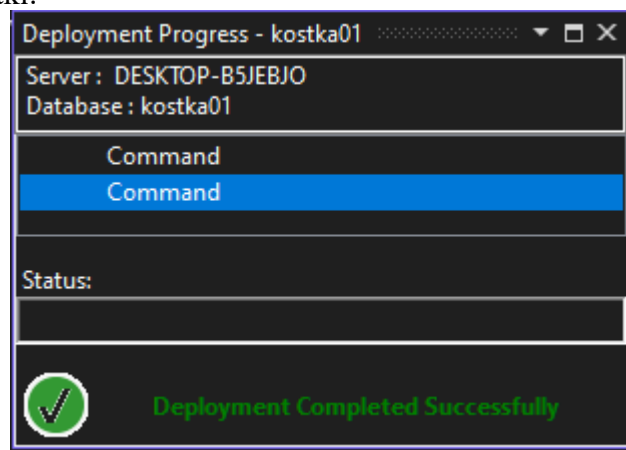 Deployment Progress - kostka01
Server : DESKTOP-B5JEBJO
Database : kostka01
Command
Command
Status:
Deployment Completed Successfully